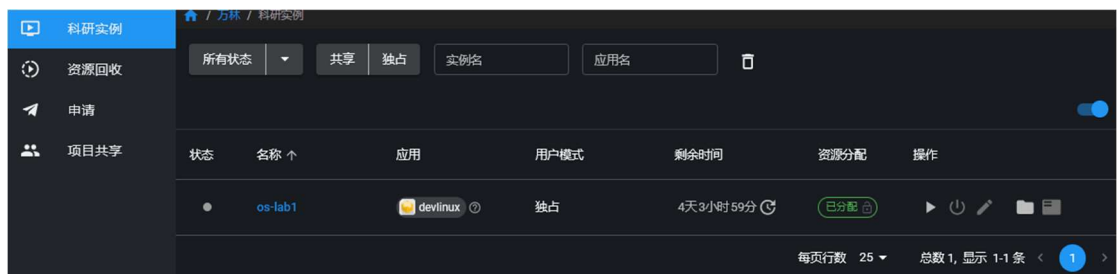 科研实例
资源回收
申请
项目共享
/ 万林 / 科研实例
所有状态 共享 独占 实例名 应用名
状态 名称 应用 用户模式 剩余时间 资源分配 操作
os-lab1 devlinux 独占 4天3小时59分 已分配
每页行数 25 总数 1, 显示 1-1 条 1